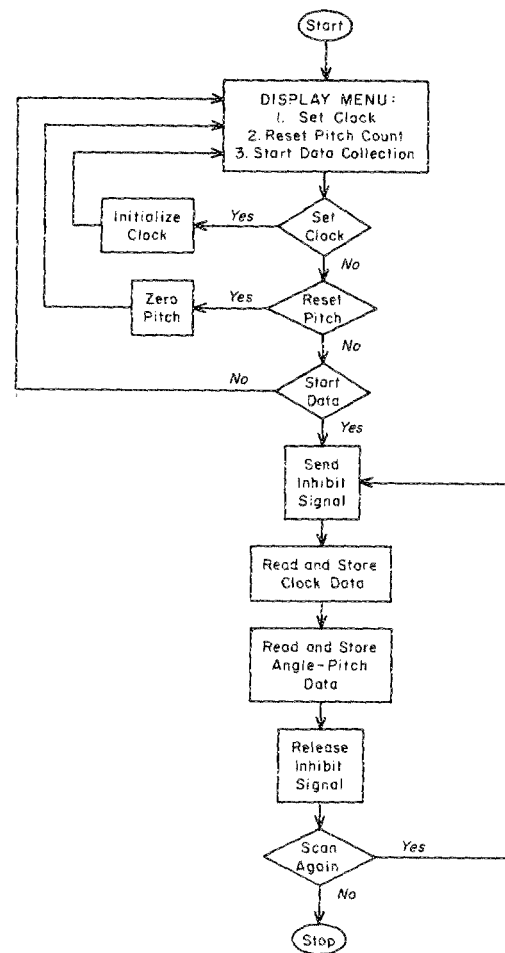 Start
DISPLAY MENU:
1. Set Clock
2. Reset Pitch Count
3. Start Data Collection
Initialize
Clock
Yes
Set
Clock
No
Zero
Pitch
Yes
Reset
Pitch
No
No
Start
Data
Yes
Send
Inhibit
Signal
Read and Store
Clock Data
Read and Store
Angle-Pitch
Data
Release
Inhibit
Signal
Scan
Again
Yes
No
Stop